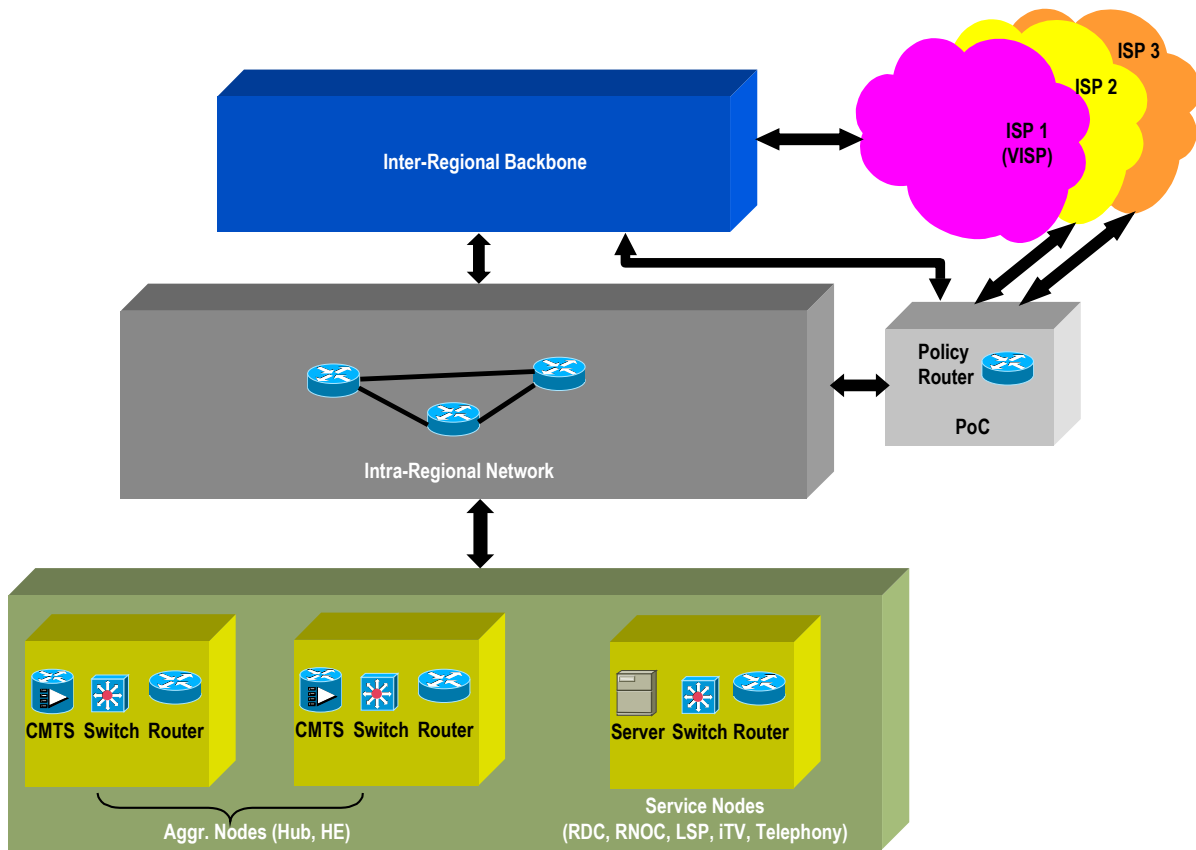 ISP 3
ISP 2
ISP 1
(VISP)
Inter-Regional Backbone
Policy
Router
PoC
Intra-Regional Network
CMTS Switch Router
CMTS Switch Router
Server Switch Router
Aggr. Nodes (Hub, HE)
Service Nodes
(RDC, RNOC, LSP, iTV, Telephony)